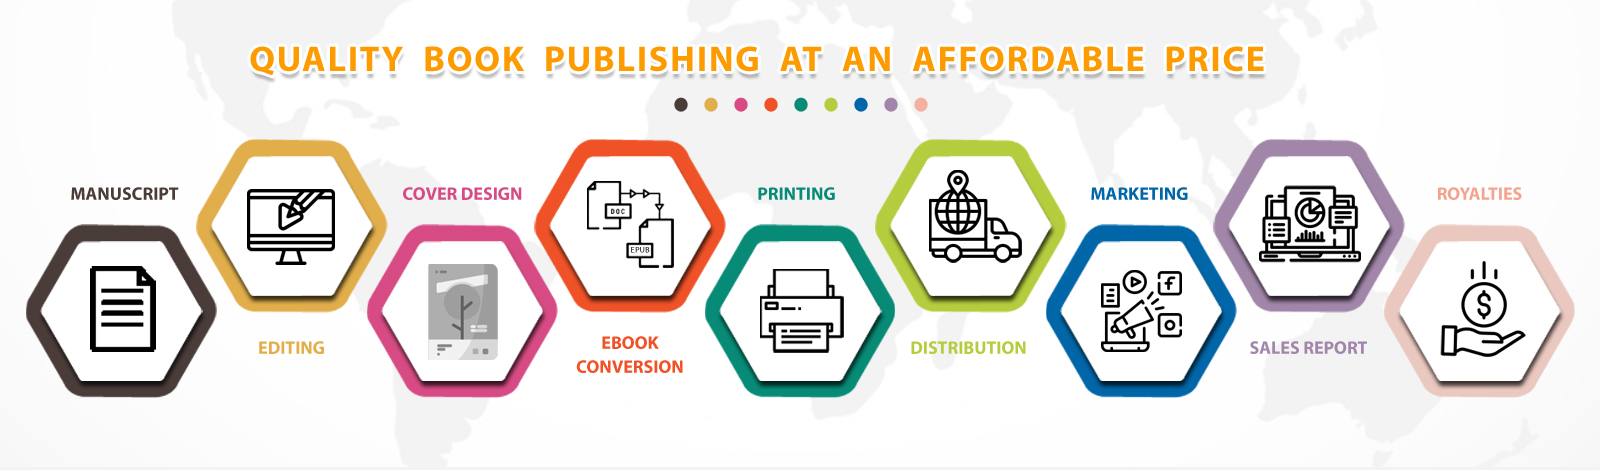 QUALITY BOOK PUBLISHING AT AN AFFORDABLE PRICE
MANUSCRIPT
EDITING
COVER DESIGN
DOC
EPUB
EBOOK
CONVERSION
PRINTING
DISTRIBUTION
MARKETING
f
SALES REPORT
ROYALTIES
$